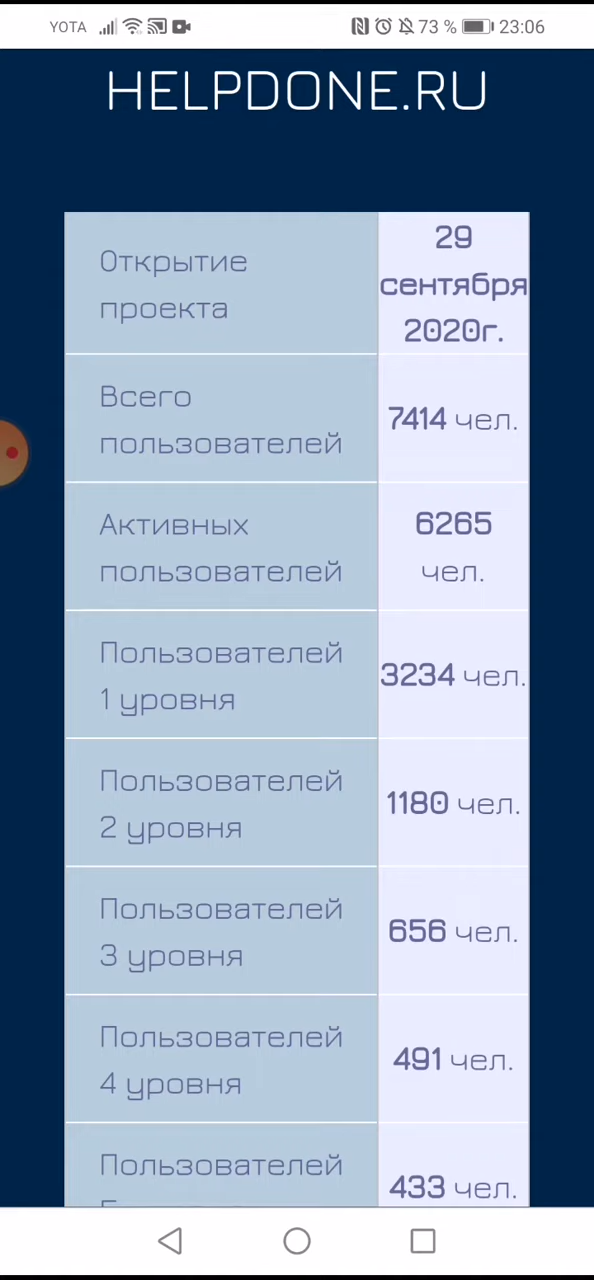 YOTA 73 % 23:06
HELPDONE.RU
Открытие
проекта
29
сентября
2020г.
Всего
пользователей
7414 чел.
Активных
пользователей
6265
чел.
Пользователей
1 уровня
3234 чел.
Пользователей
2 уровня
1180 чел.
Пользователей
3 уровня
656 чел.
Пользователей
4 уровня
491 чел.
Пользователей
433 чел.